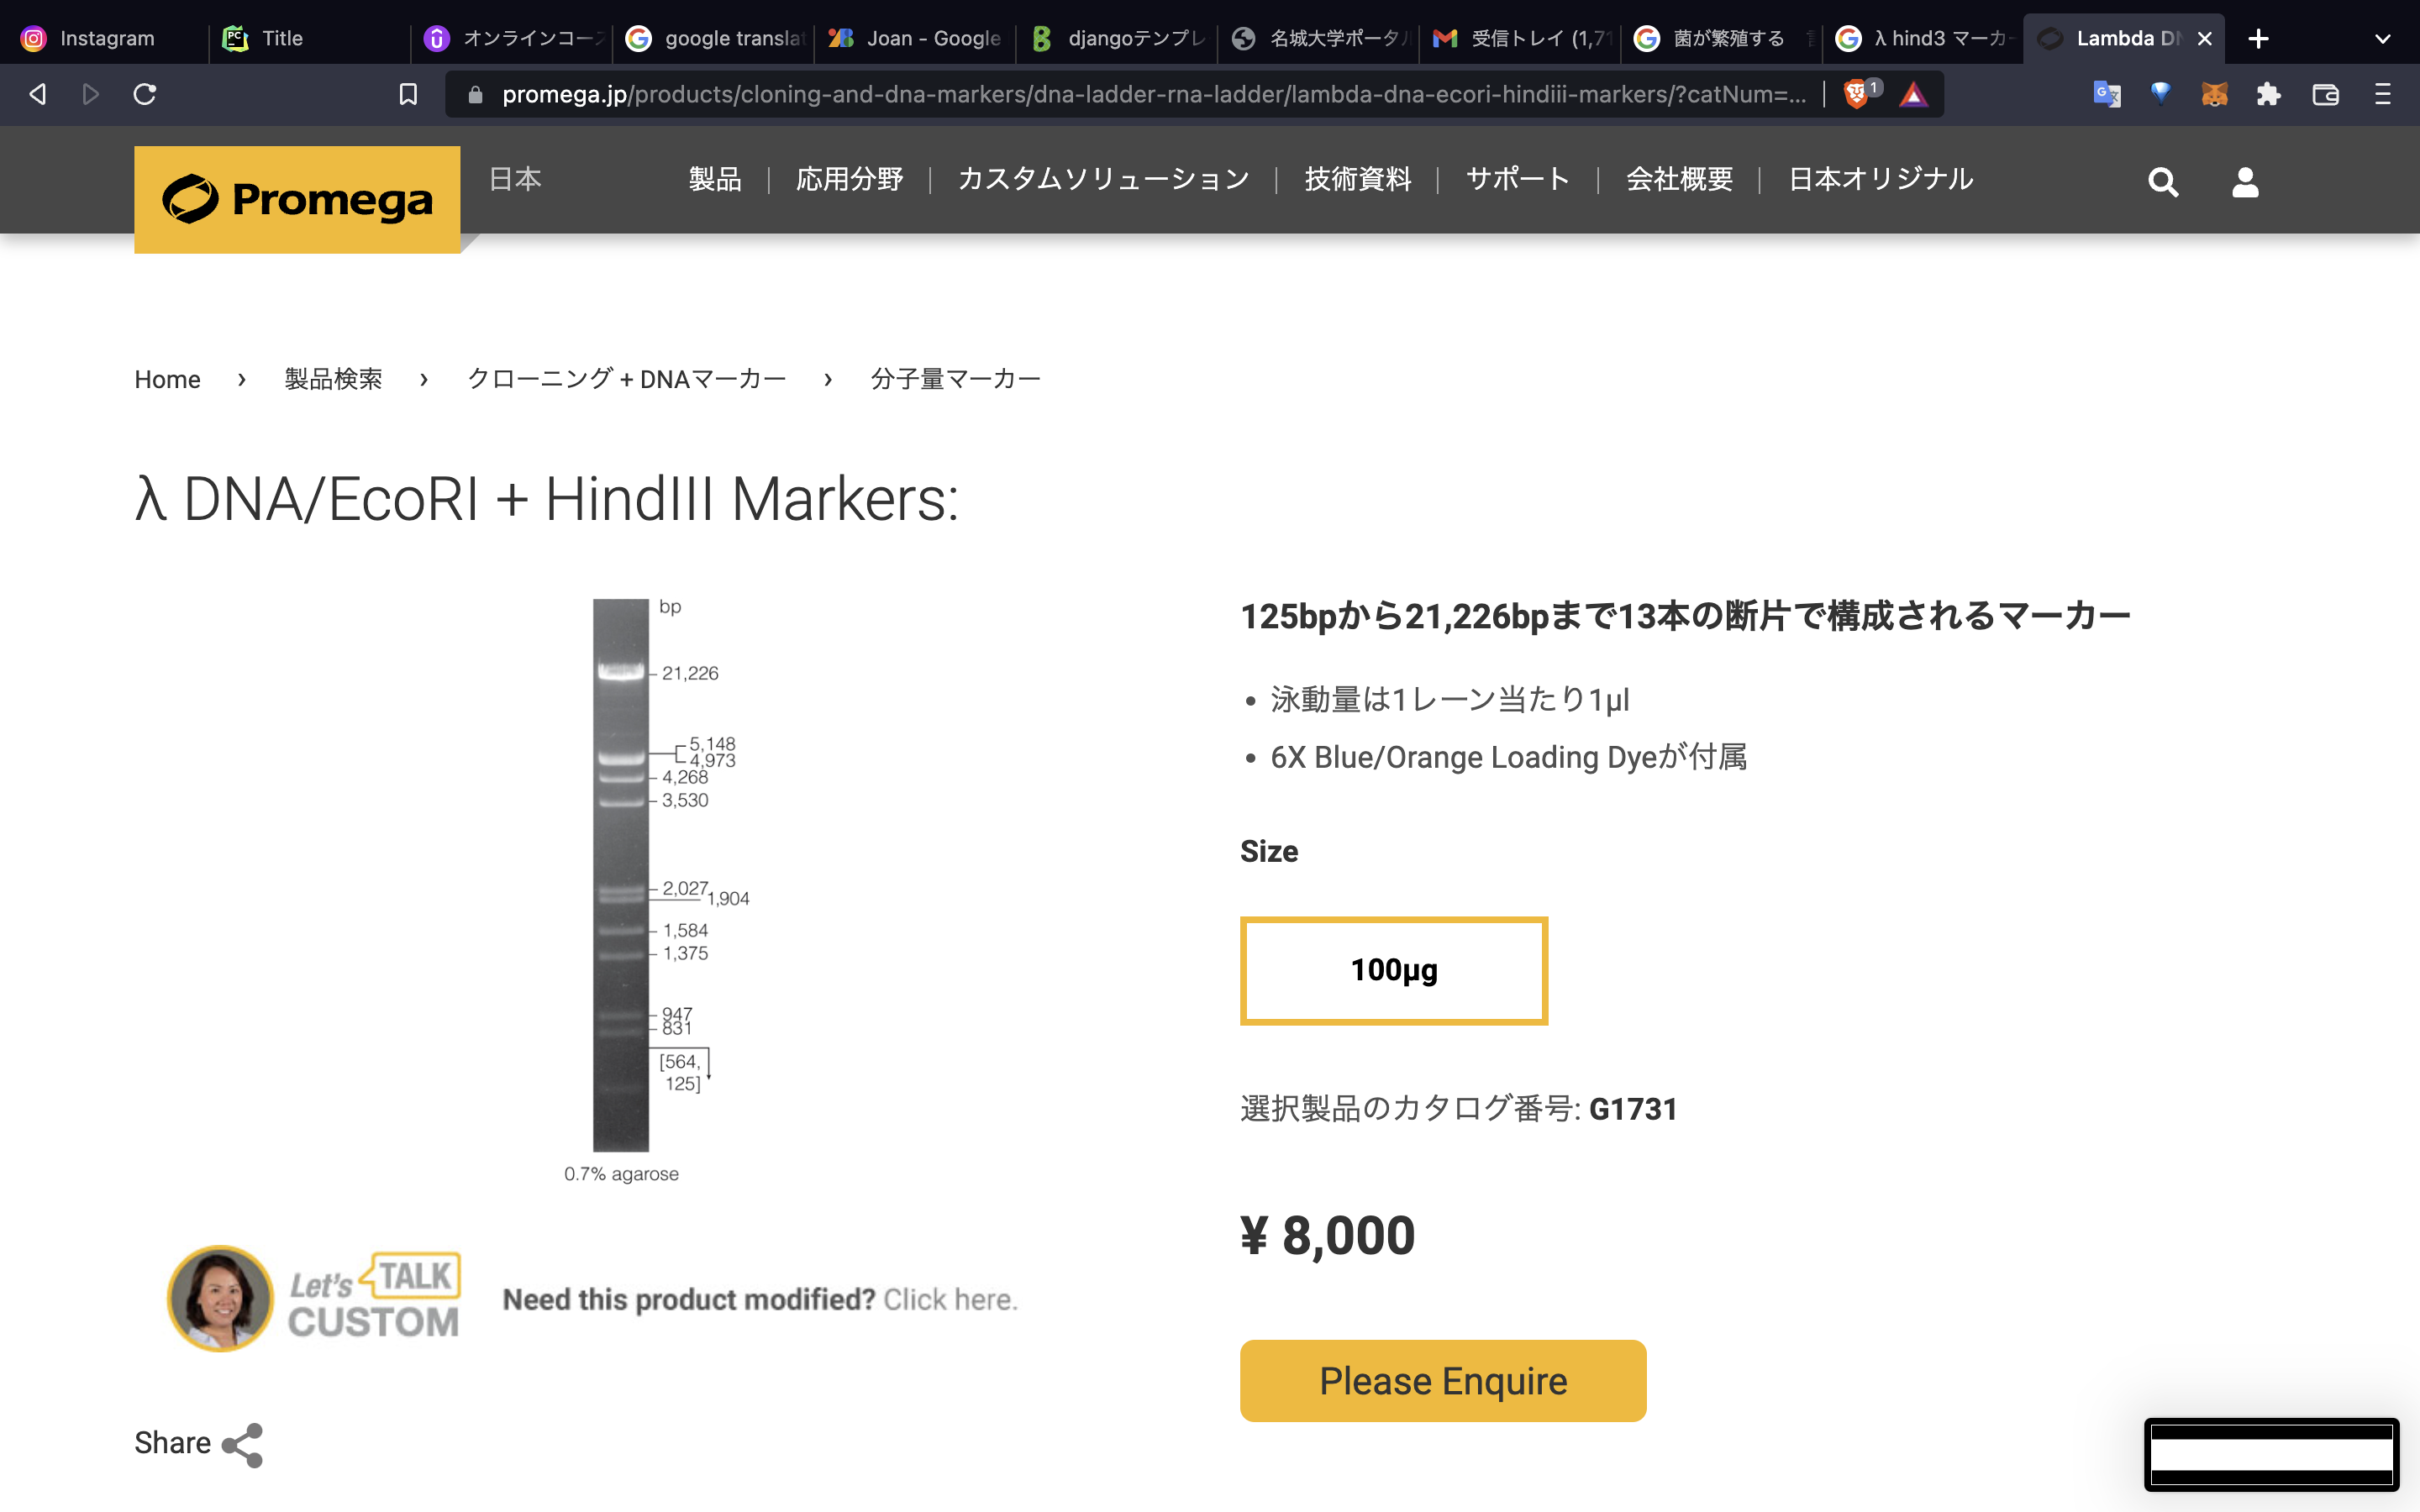 Instagram
Title
オンラインコース
google translat
Joan - Google
djangoテンプレ
名城大学ポータル
受信トレイ (1,71
菌が繁殖する
λ hind3 マーカー
Lambda DN
promega.jp/products/cloning-and-dna-markers/dna-ladder-rna-ladder/lambda-dna-ecori-hindiii-markers/?catNum=...
1
Promega
日本
製品
応用分野
カスタムソリューション
技術資料
サポート
会社概要
日本オリジナル
Home › 製品検索 › クローニング + DNAマーカー › 分子量マーカー
λ DNA/EcoRI + HindIII Markers:
bp
21,226
5,148
4,973
4,268
3,530
2,027
1,904
1,584
1,375
947
831
[564,
125]
0.7% agarose
Let's TALK
CUSTOM
Need this product modified? Click here.
Share
125bpから21,226bpまで13本の断片で構成されるマーカー
• 泳動量は1レーン当たり1μl
• 6X Blue/Orange Loading Dyeが付属
Size
100μg
選択製品のカタログ番号: G1731
¥ 8,000
Please Enquire